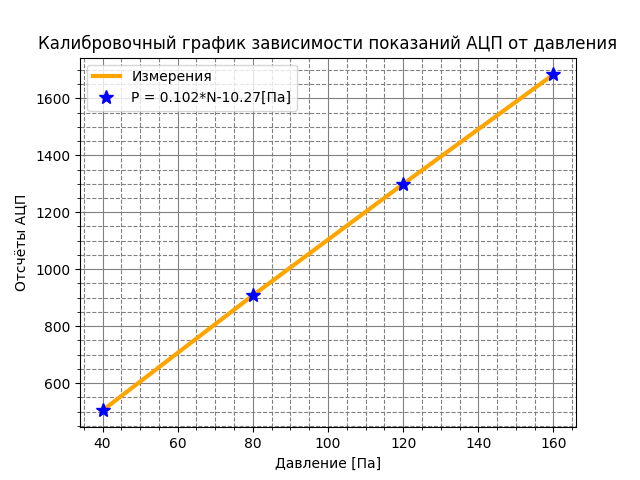 Калибровочный график зависимости показаний АЦП от давления
Измерения
P = 0.102*N-10.27[Па]
1600
1400
1200
1000
800
600
Отсчёты АЦП
40 60 80 100 120 140 160
Давление [Па]